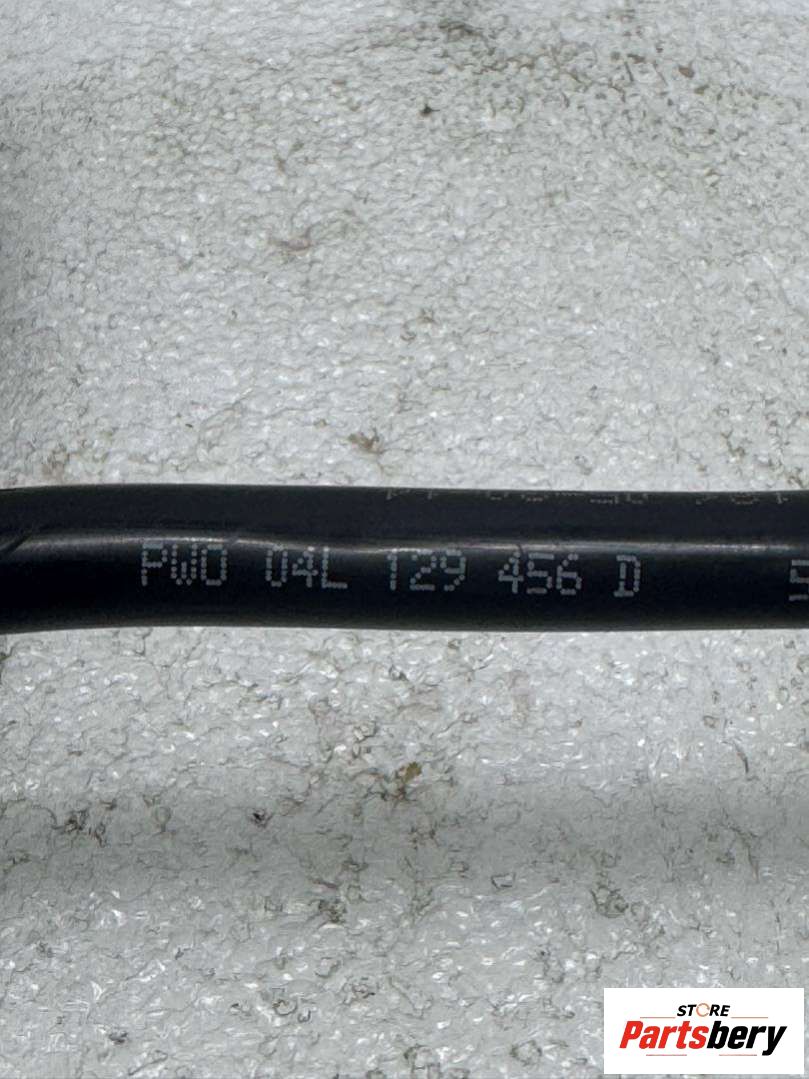 PWO 04L 129 456 D
STORE
Partsbery